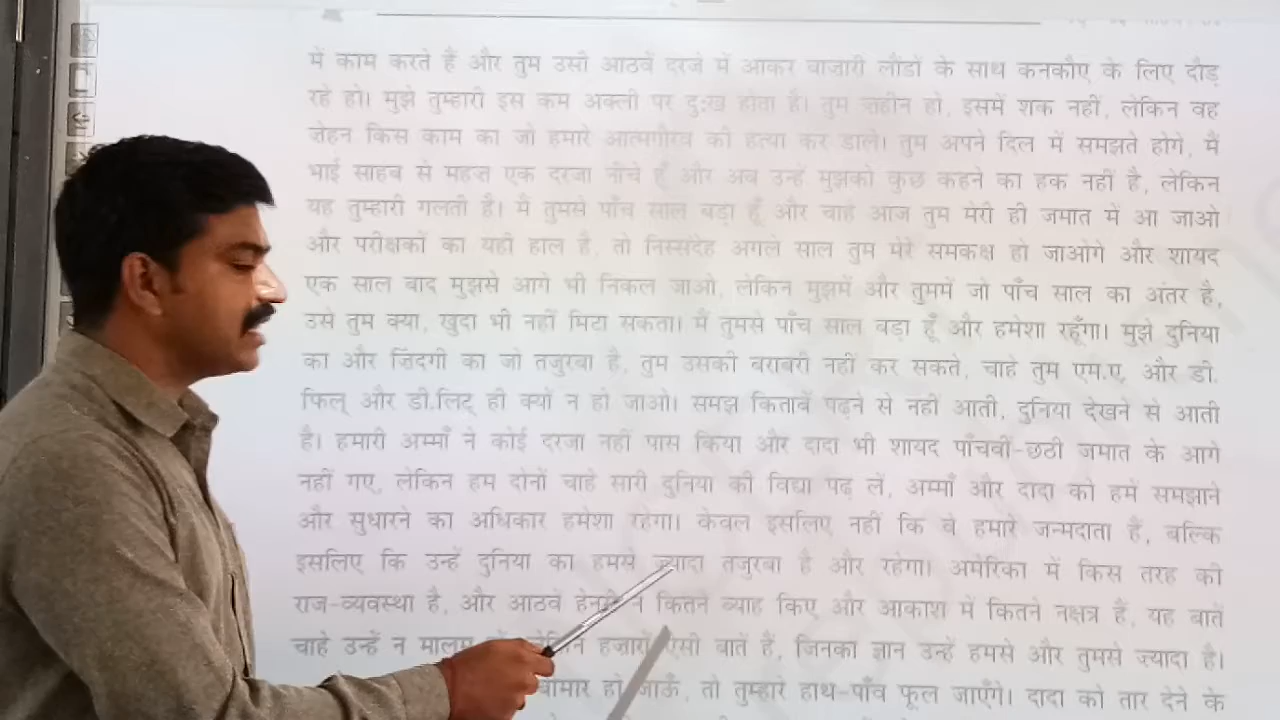 में काम करते हैं और तुम उसी आठवें दरजे में आकर बाज़ारी लौंडों के साथ कनकौए के लिए दौड़
रहे हो। मुझे तुम्हारी इस कम अक्ली पर दुःख होता है। तुम ज़हीन हो, इसमें शक नहीं, लेकिन वह
ज़ेहन किस काम का जो हमारे आत्मगौरव की हत्या कर डाले। तुम अपने दिल में समझते होगे, मैं
भाई साहब से महज़ एक दरजा नीचे हूँ और अब उन्हें मुझको कुछ कहने का हक नहीं है, लेकिन
यह तुम्हारी गलती है। मैं तुमसे पाँच साल बड़ा हूँ और चाहे आज तुम मेरी ही जमात में आ जाओ
और परीक्षकों का यही हाल है, तो निस्संदेह अगले साल तुम मेरे समकक्ष हो जाओगे और शायद
एक साल बाद मुझसे आगे भी निकल जाओ, लेकिन मुझमें और तुममें जो पाँच साल का अंतर है,
उसे तुम क्या, खुदा भी नहीं मिटा सकता। मैं तुमसे पाँच साल बड़ा हूँ और हमेशा रहूँगा। मुझे दुनिया
का और ज़िंदगी का जो तजुरबा है, तुम उसकी बराबरी नहीं कर सकते, चाहे तुम एम.ए. और डी.
फिल् और डी.लिट् ही क्यों न हो जाओ। समझ किताबें पढ़ने से नहीं आती, दुनिया देखने से आती
है। हमारी अम्माँ ने कोई दरजा नहीं पास किया और दादा भी शायद पाँचवीं-छठी जमात के आगे
नहीं गए, लेकिन हम दोनों चाहे सारी दुनिया की विद्या पढ़ लें, अम्माँ और दादा को हमें समझाने
और सुधारने का अधिकार हमेशा रहेगा। केवल इसलिए नहीं कि वे हमारे जन्मदाता हैं, बल्कि
इसलिए कि उन्हें दुनिया का हमसे ज़्यादा तजुरबा है और रहेगा। अमेरिका में किस तरह की
राज-व्यवस्था है, और आठवें हेनरी ने कितने ब्याह किए और आकाश में कितने नक्षत्र हैं, यह बातें
चाहे उन्हें न मालूम लेकिन हज़ारों ऐसी बातें हैं, जिनका ज्ञान उन्हें हमसे और तुमसे ज़्यादा है।
बीमार हो जाऊँ, तो तुम्हारे हाथ-पाँव फूल जाएँगे। दादा को तार देने के